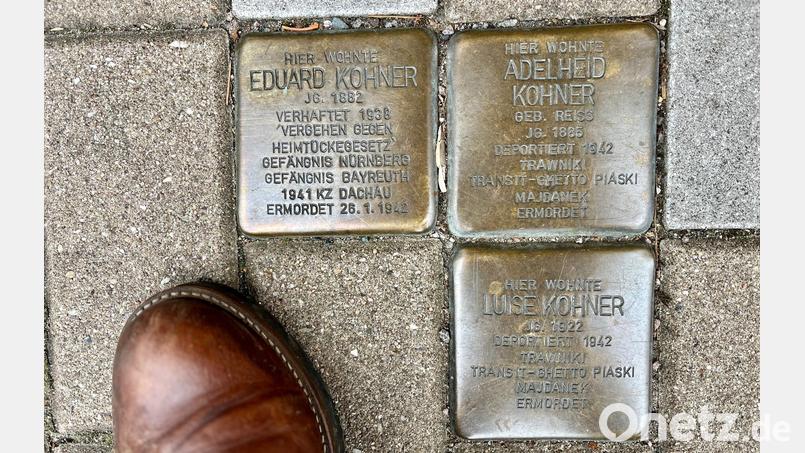 HIER WOHNTE
EDUARD KOHNER
JG. 1882
VERHAFTET 1938
'VERGEHEN GEGEN
HEIMTÜCKEGESETZ'
GEFÄNGNIS NÜRNBERG
GEFÄNGNIS BAYREUTH
1941 KZ DACHAU
ERMORDET 26.1.1942
HIER WOHNTE
ADELHEID
KOHNER
GEB. REISS
JG. 1885
DEPORTIERT 1942
TRAWNIKI
TRANSIT-GHETTO PIASKI
MAJDANEK
ERMORDET
HIER WOHNTE
LUISE KOHNER
JG. 1922
DEPORTIERT 1942
TRAWNIKI
TRANSIT-GHETTO PIASKI
MAJDANEK
ERMORDET
Onetz.de